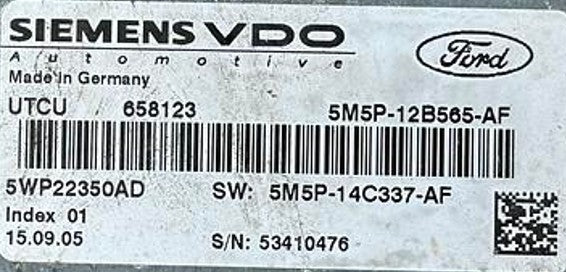 SIEMENS VDO
Automotive
Ford
Made in Germany
UTCU 658123 5M5P-12B565-AF
5WP22350AD SW: 5M5P-14C337-AF
Index 01
15.09.05 S/N: 53410476